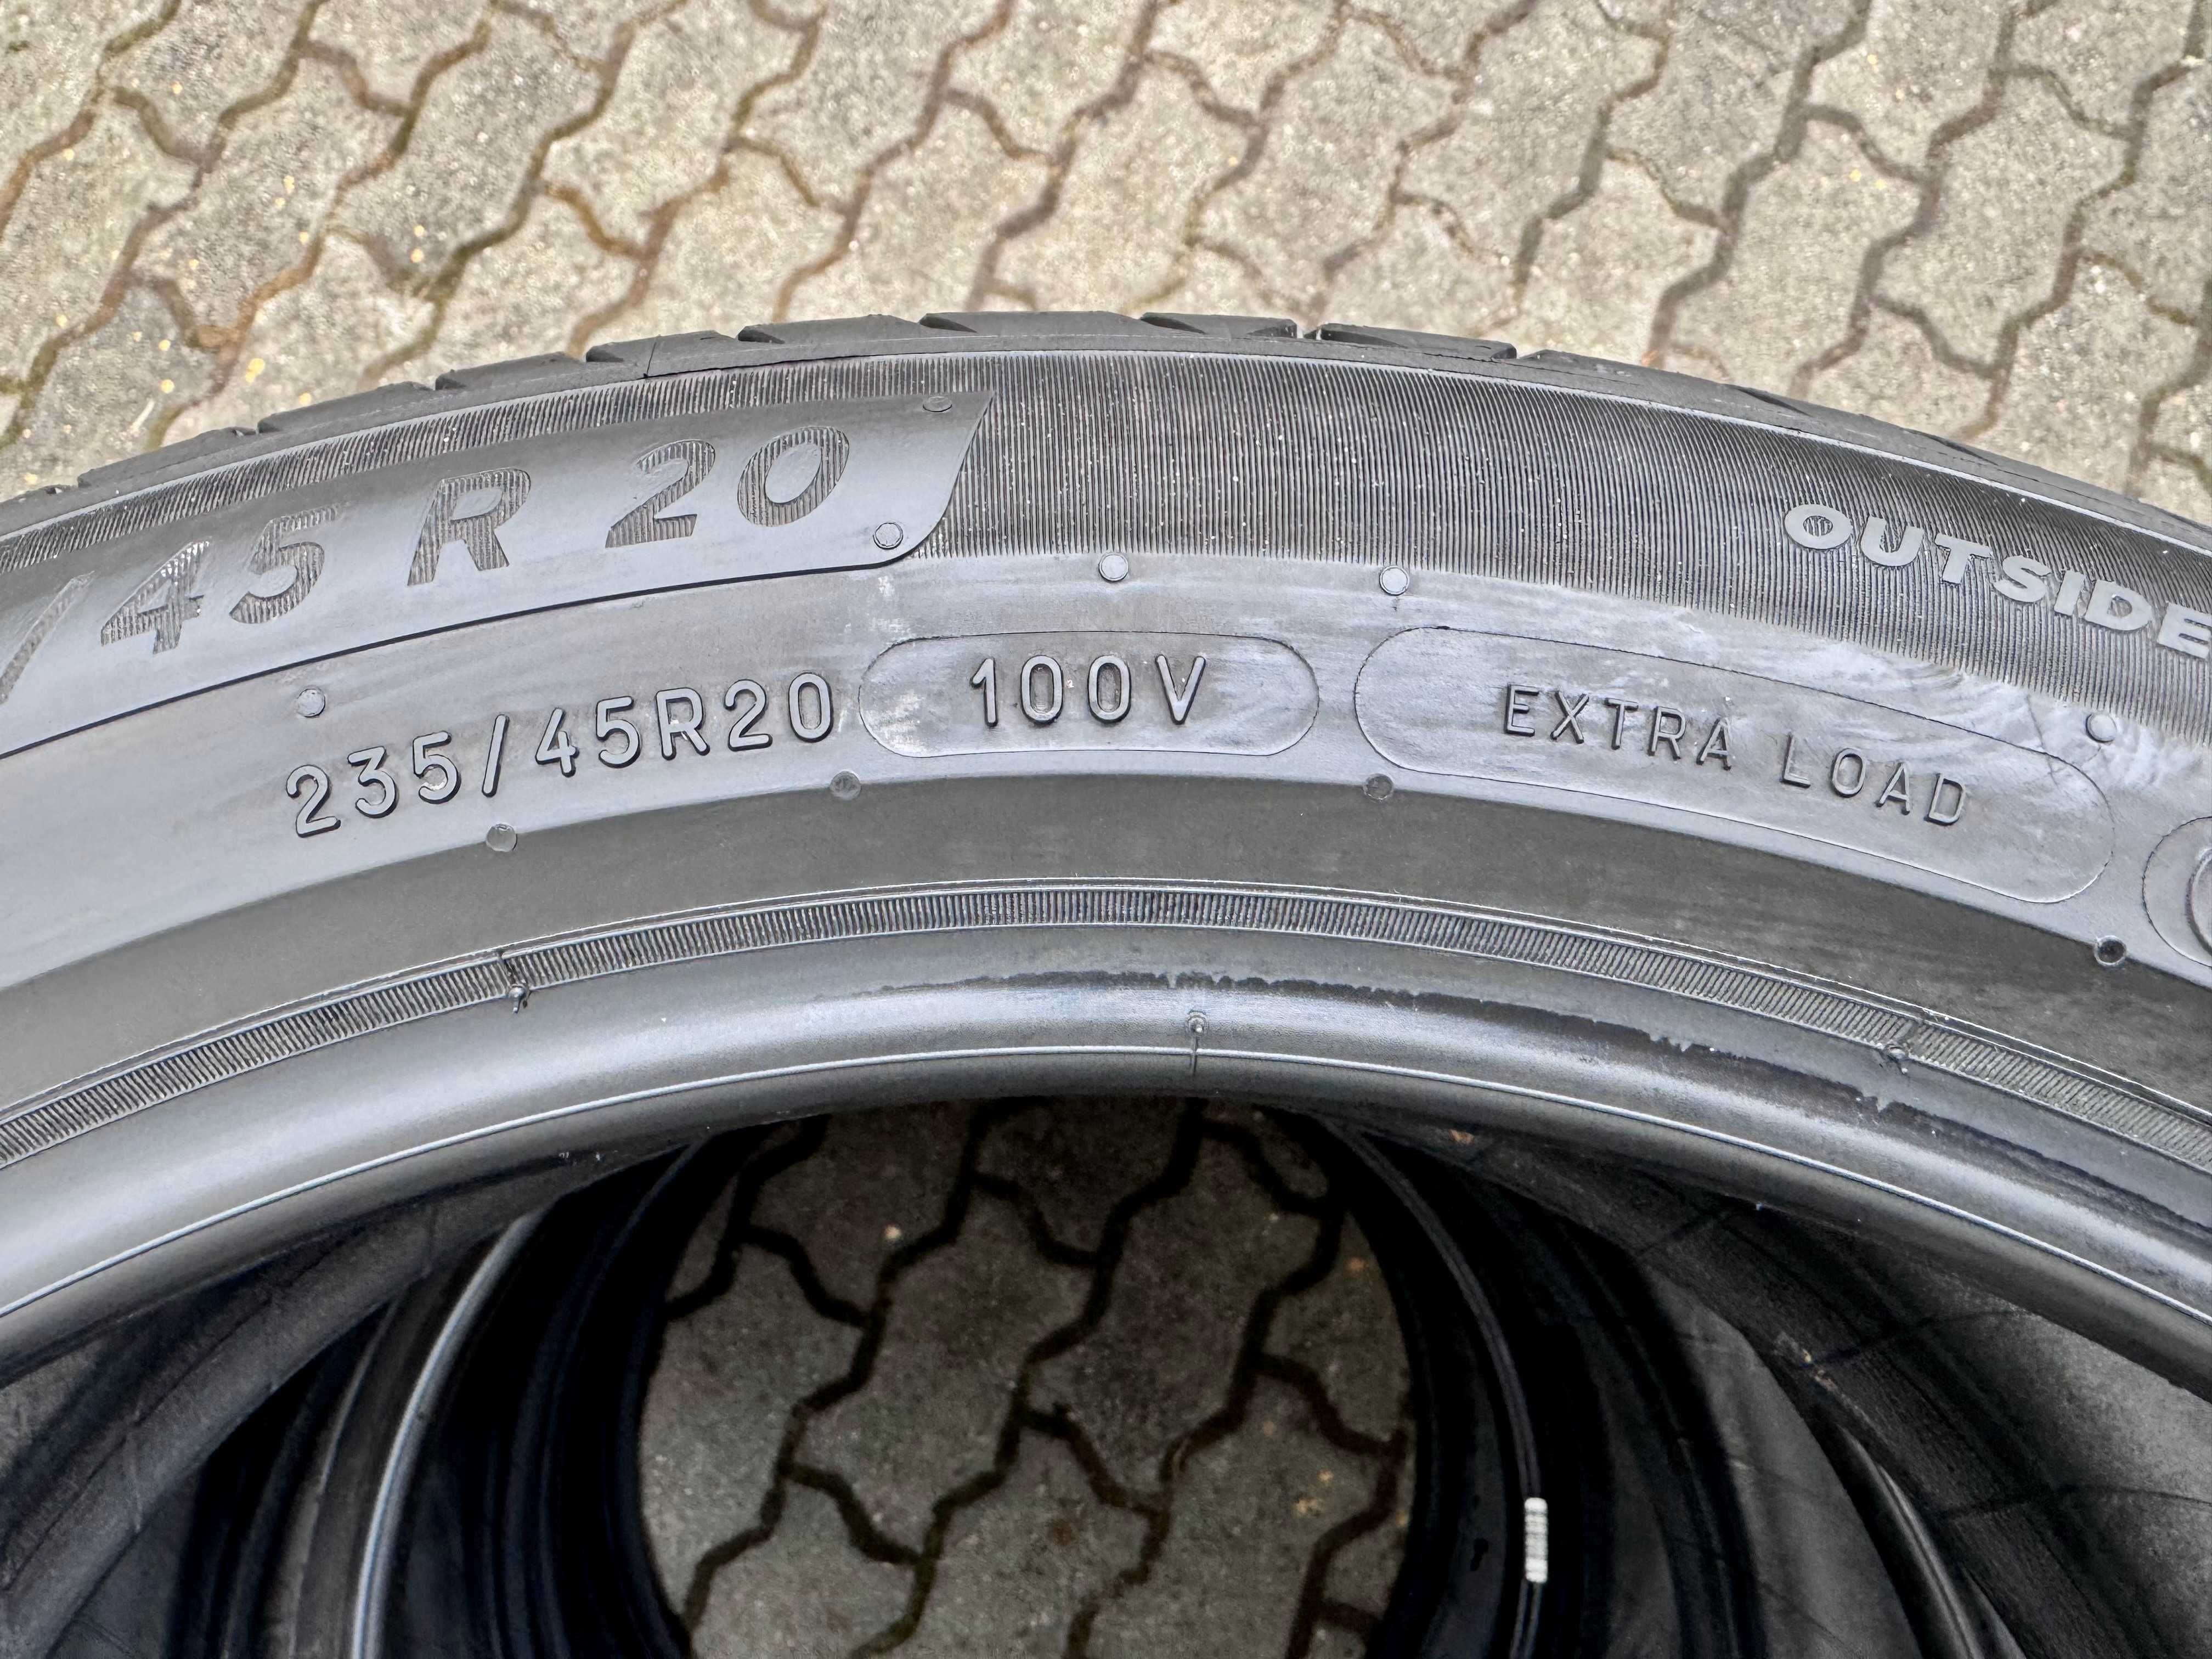 /45 R 20
OUTSIDE
235/45R20 100V EXTRA LOAD